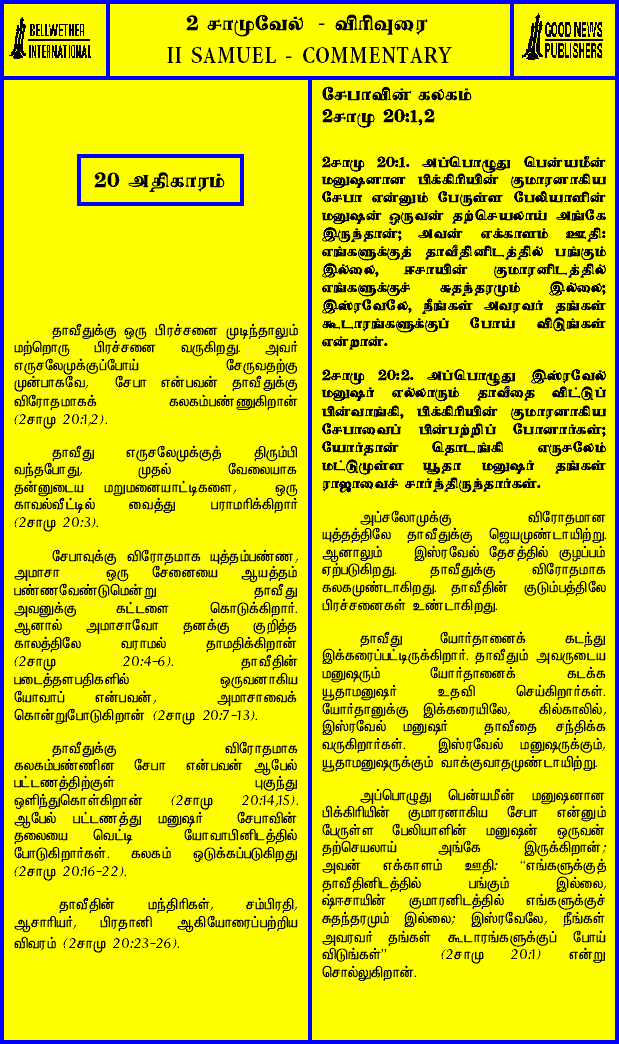 BELLWETHER
INTERNATIONAL
2 சாமுவேல் - விரிவுரை
II SAMUEL - COMMENTARY
GOOD NEWS
PUBLISHERS
20 அதிகாரம்
தாவீதுக்கு ஒரு பிரச்சனை முடிந்தாலும்
மற்றொரு பிரச்சனை வருகிறது. அவர்
எருசலேமுக்குப்போய் சேருவதற்கு
முன்பாகவே, சேபா என்பவன் தாவீதுக்கு
விரோதமாகக் கலகம்பண்ணுகிறான்
(2சாமு 20:1,2).
தாவீது எருசலேமுக்குத் திரும்பி
வந்தபோது, முதல் வேலையாக
தன்னுடைய மறுமனையாட்டிகளை, ஒரு
காவல்வீட்டில் வைத்து பராமரிக்கிறார்
(2சாமு 20:3).
சேபாவுக்கு விரோதமாக யுத்தம்பண்ண,
அமாசா ஒரு சேனையை ஆயத்தம்
பண்ணவேண்டுமென்று தாவீது
அவனுக்கு கட்டளை கொடுக்கிறார்.
ஆனால் அமாசாவோ தனக்கு குறித்த
காலத்திலே வராமல் தாமதிக்கிறான்
(2சாமு 20:4-6). தாவீதின்
படைத்தளபதிகளில் ஒருவனாகிய
யோவாப் என்பவன், அமாசாவைக்
கொன்றுபோடுகிறான் (2சாமு 20:7-13).
தாவீதுக்கு விரோதமாக
கலகம்பண்ணின சேபா என்பவன் ஆபேல்
பட்டணத்திற்குள் புகுந்து
ஒளிந்துகொள்கிறான் (2சாமு 20:14,15).
ஆபேல் பட்டணத்து மனுஷர் சேபாவின்
தலையை வெட்டி யோவாபினிடத்தில்
போடுகிறார்கள். கலகம் ஒடுக்கப்படுகிறது
(2சாமு 20:16-22).
தாவீதின் மந்திரிகள், சம்பிரதி,
ஆசாரியர், பிரதானி ஆகியோரைப்பற்றிய
விவரம் (2சாமு 20:23-26).
சேபாவின் கலகம்
2சாமு 20:1,2
2சாமு 20:1. அப்பொழுது பென்யமீன்
மனுஷனான பிக்கிரியின் குமாரனாகிய
சேபா என்னும் பேருள்ள பேலியாளின்
மனுஷன் ஒருவன் தற்செயலாய் அங்கே
இருந்தான்; அவன் எக்காளம் ஊதி:
எங்களுக்குத் தாவீதினிடத்தில் பங்கும்
இல்லை, ஈசாயின் குமாரனிடத்தில்
எங்களுக்குச் சுதந்தரமும் இல்லை;
இஸ்ரவேலே, நீங்கள் அவரவர் தங்கள்
கூடாரங்களுக்குப் போய் விடுங்கள்
என்றான்.
2சாமு 20:2. அப்பொழுது இஸ்ரவேல்
மனுஷர் எல்லாரும் தாவீதை விட்டுப்
பின்வாங்கி, பிக்கிரியின் குமாரனாகிய
சேபாவைப் பின்பற்றிப் போனார்கள்;
யோர்தான் தொடங்கி எருசலேம்
மட்டுமுள்ள யூதா மனுஷர் தங்கள்
ராஜாவைச் சார்ந்திருந்தார்கள்.
அப்சலோமுக்கு விரோதமான
யுத்தத்திலே தாவீதுக்கு ஜெயமுண்டாயிற்று.
ஆனாலும் இஸ்ரவேல் தேசத்தில் குழப்பம்
ஏற்படுகிறது. தாவீதுக்கு விரோதமாக
கலகமுண்டாகிறது. தாவீதின் குடும்பத்திலே
பிரச்சனைகள் உண்டாகிறது.
தாவீது யோர்தானைக் கடந்து
இக்கரைப்பட்டிருக்கிறார். தாவீதும் அவருடைய
மனுஷரும் யோர்தானைக் கடக்க
யூதாமனுஷர் உதவி செய்கிறார்கள்.
யோர்தானுக்கு இக்கரையிலே, கில்காலில்,
இஸ்ரவேல் மனுஷர் தாவீதை சந்திக்க
வருகிறார்கள். இஸ்ரவேல் மனுஷருக்கும்,
யூதாமனுஷருக்கும் வாக்குவாதமுண்டாயிற்று.
அப்பொழுது பென்யமீன் மனுஷனான
பிக்கிரியின் குமாரனாகிய சேபா என்னும்
பேருள்ள பேலியாளின் மனுஷன் ஒருவன்
தற்செயலாய் அங்கே இருக்கிறான்;
அவன் எக்காளம் ஊதி: "எங்களுக்குத்
தாவீதினிடத்தில் பங்கும் இல்லை,
ஷ்ஈசாயின் குமாரனிடத்தில் எங்களுக்குச்
சுதந்தரமும் இல்லை; இஸ்ரவேலே, நீங்கள்
அவரவர் தங்கள் கூடாரங்களுக்குப் போய்
விடுங்கள்" (2சாமு 20:1) என்று
சொல்லுகிறான்.